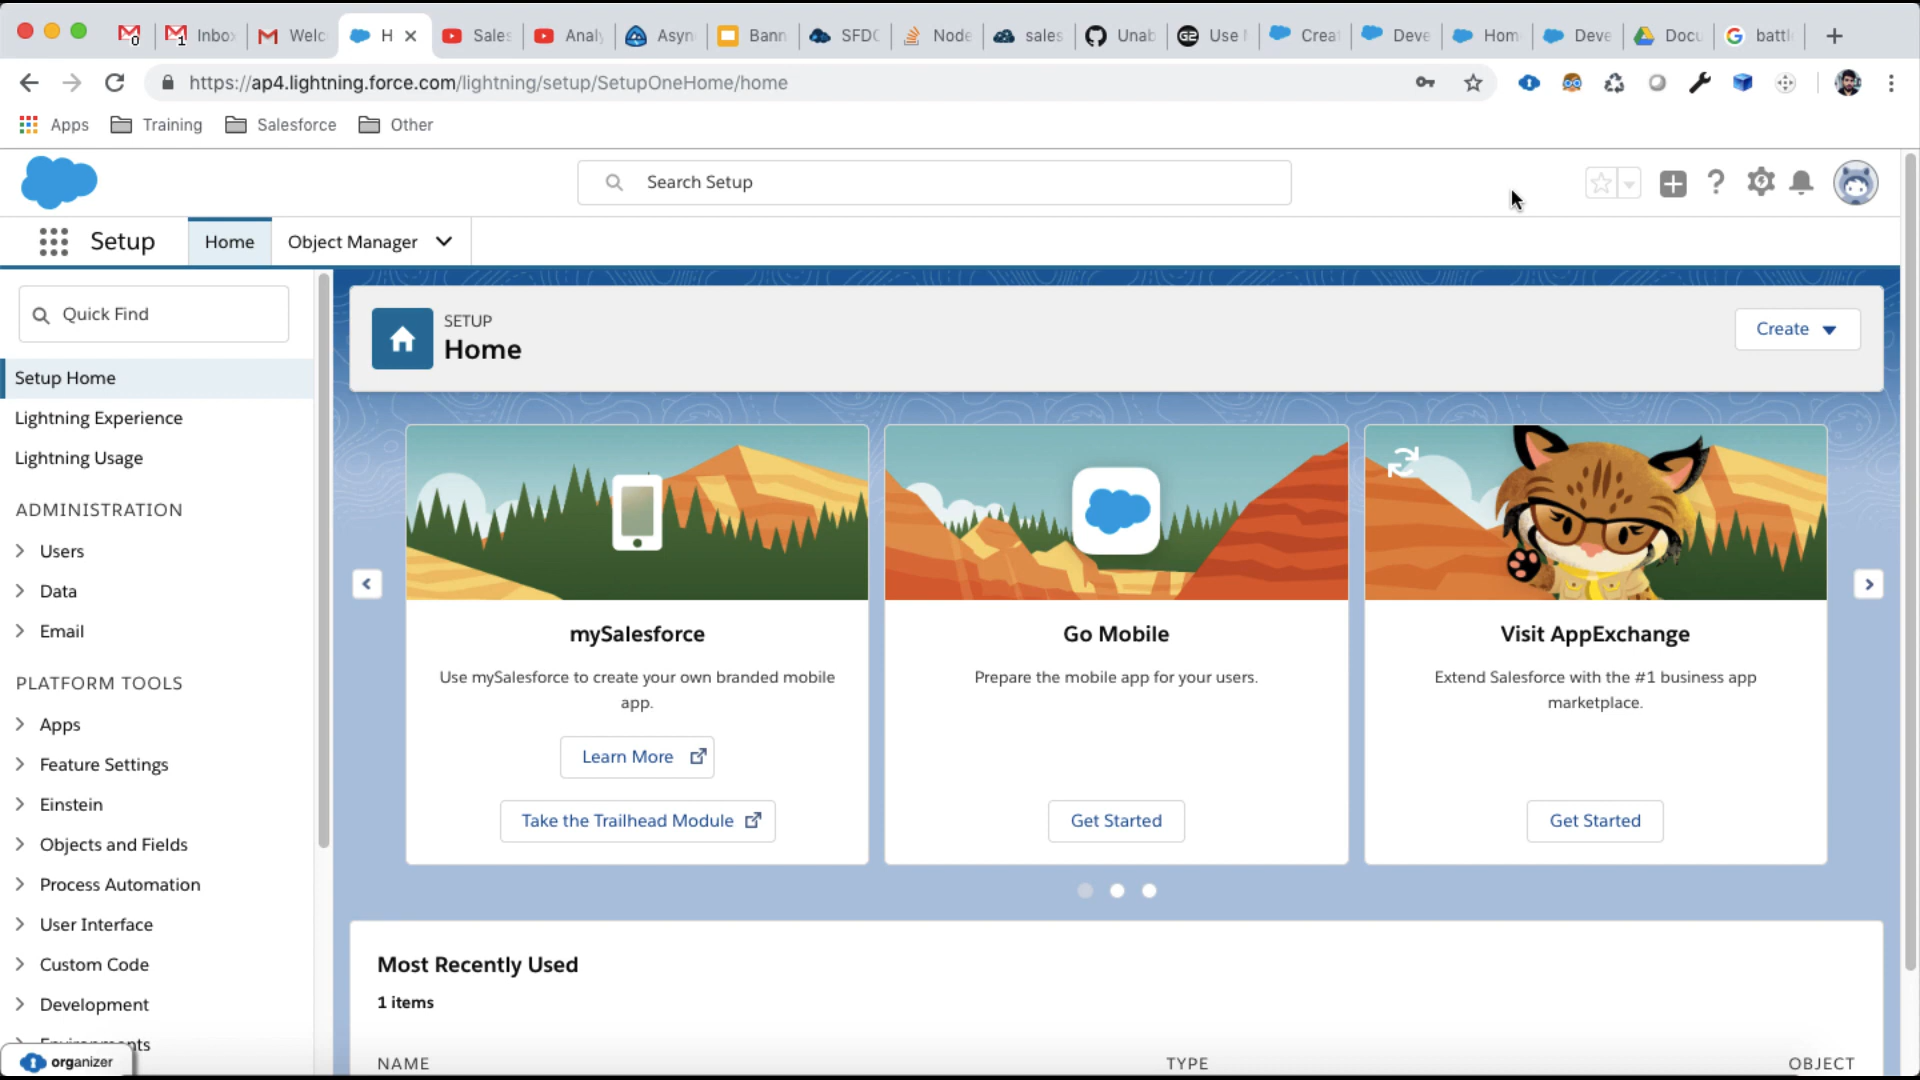 0
1
Inbo
Welc
H
Sales
Analy
Asyn
Bann
SFDC
Node
sales
Unab
Use
Creat
Deve
Hom
Deve
Docu
battl
https://ap4.lightning.force.com/lightning/setup/SetupOneHome/home
Apps Training Salesforce Other
Search Setup
Setup Home Object Manager
Quick Find
SETUP
Home
Create
Setup Home
Lightning Experience
Lightning Usage
ADMINISTRATION
Users
Data
Email
PLATFORM TOOLS
Apps
Feature Settings
Einstein
Objects and Fields
Process Automation
User Interface
Custom Code
Development
Environments
organizer
mySalesforce
Use mySalesforce to create your own branded mobile
app.
Learn More
Take the Trailhead Module
Go Mobile
Prepare the mobile app for your users.
Get Started
Visit AppExchange
Extend Salesforce with the #1 business app
marketplace.
Get Started
Most Recently Used
1 items
NAME TYPE OBJECT